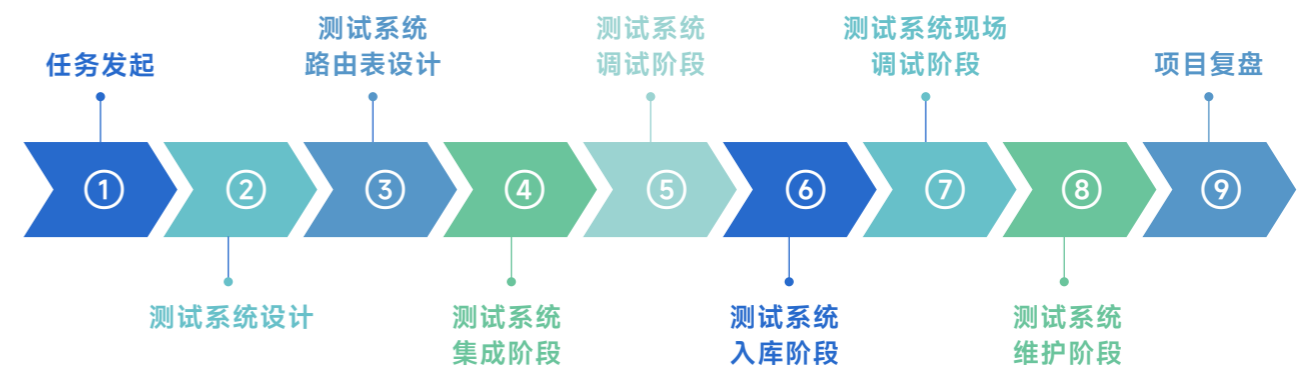 任务发起
①
②
测试系统设计
测试系统
路由表设计
③
④
测试系统
集成阶段
测试系统
调试阶段
⑤
⑥
测试系统
入库阶段
测试系统现场
调试阶段
⑦
⑧
测试系统
维护阶段
项目复盘
⑨